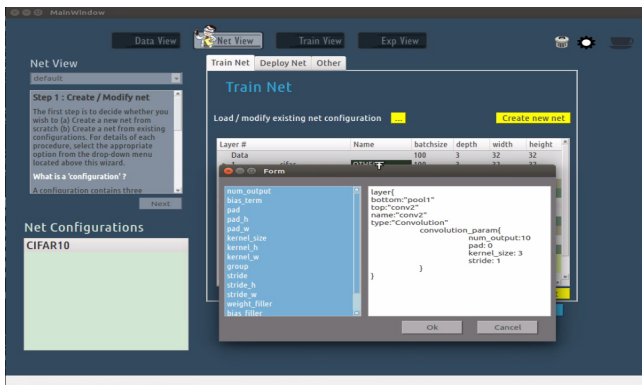 MainWindow
Data View
Net View
Train View
Exp View
Net View
default
Step 1 : Create / Modify net
The first step is to decide whether you
wish to (a) Create a new net from
scratch (b) Create a net from existing
configurations. For details of each
procedure, select the appropriate
option from the drop-down menu
located above this wizard.
What is a 'configuration' ?
A configuration contains three
Next
Net Configurations
CIFAR10
Train Net
Deploy Net
Other
Train Net
Load / modify existing net configuration
...
Create new net
Layer # Name batchsize depth width height
Data 100 3 32 32
Form
num_output
bias_term
pad
pad_h
pad_w
kernel_size
kernel_h
kernel_w
group
stride
stride_h
stride_w
weight_filler
bias_filler
layer{
bottom:"pool1"
top:"conv2"
name:"conv2"
type:"Convolution"
convolution_param{
num_output:10
pad: 0
kernel_size: 3
stride: 1
}
}
Ok
Cancel